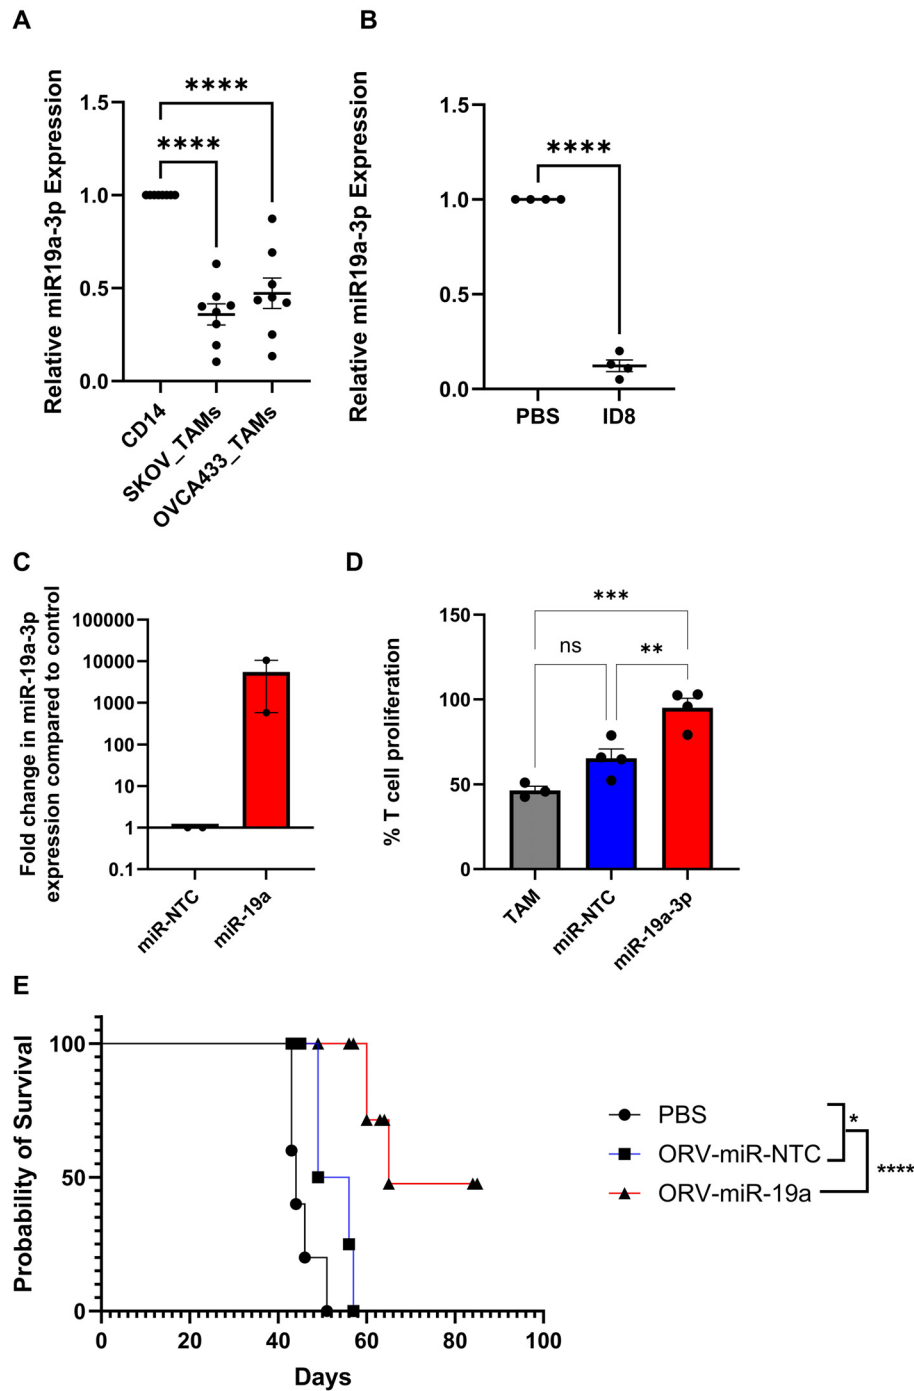 A
Relative miR19a-3p Expression
1.5
1.0
0.5
0.0
****
****
CD14
SKOV_TAMs
OVCA433_TAMs
B
Relative miR19a-3p Expression
1.5
1.0
0.5
0.0
****
PBS
ID8
C
Fold change in miR-19a-3p
expression compared to control
100000
10000
1000
100
10
1
0.1
miR-NTC
miR-19a
D
% T cell proliferation
150
100
50
0
***
ns
**
TAM
miR-NTC
miR-19a-3p
E
Probability of Survival
100
50
0
0
20
40
60
80
100
Days
PBS
ORV-miR-NTC
ORV-miR-19a
*
****